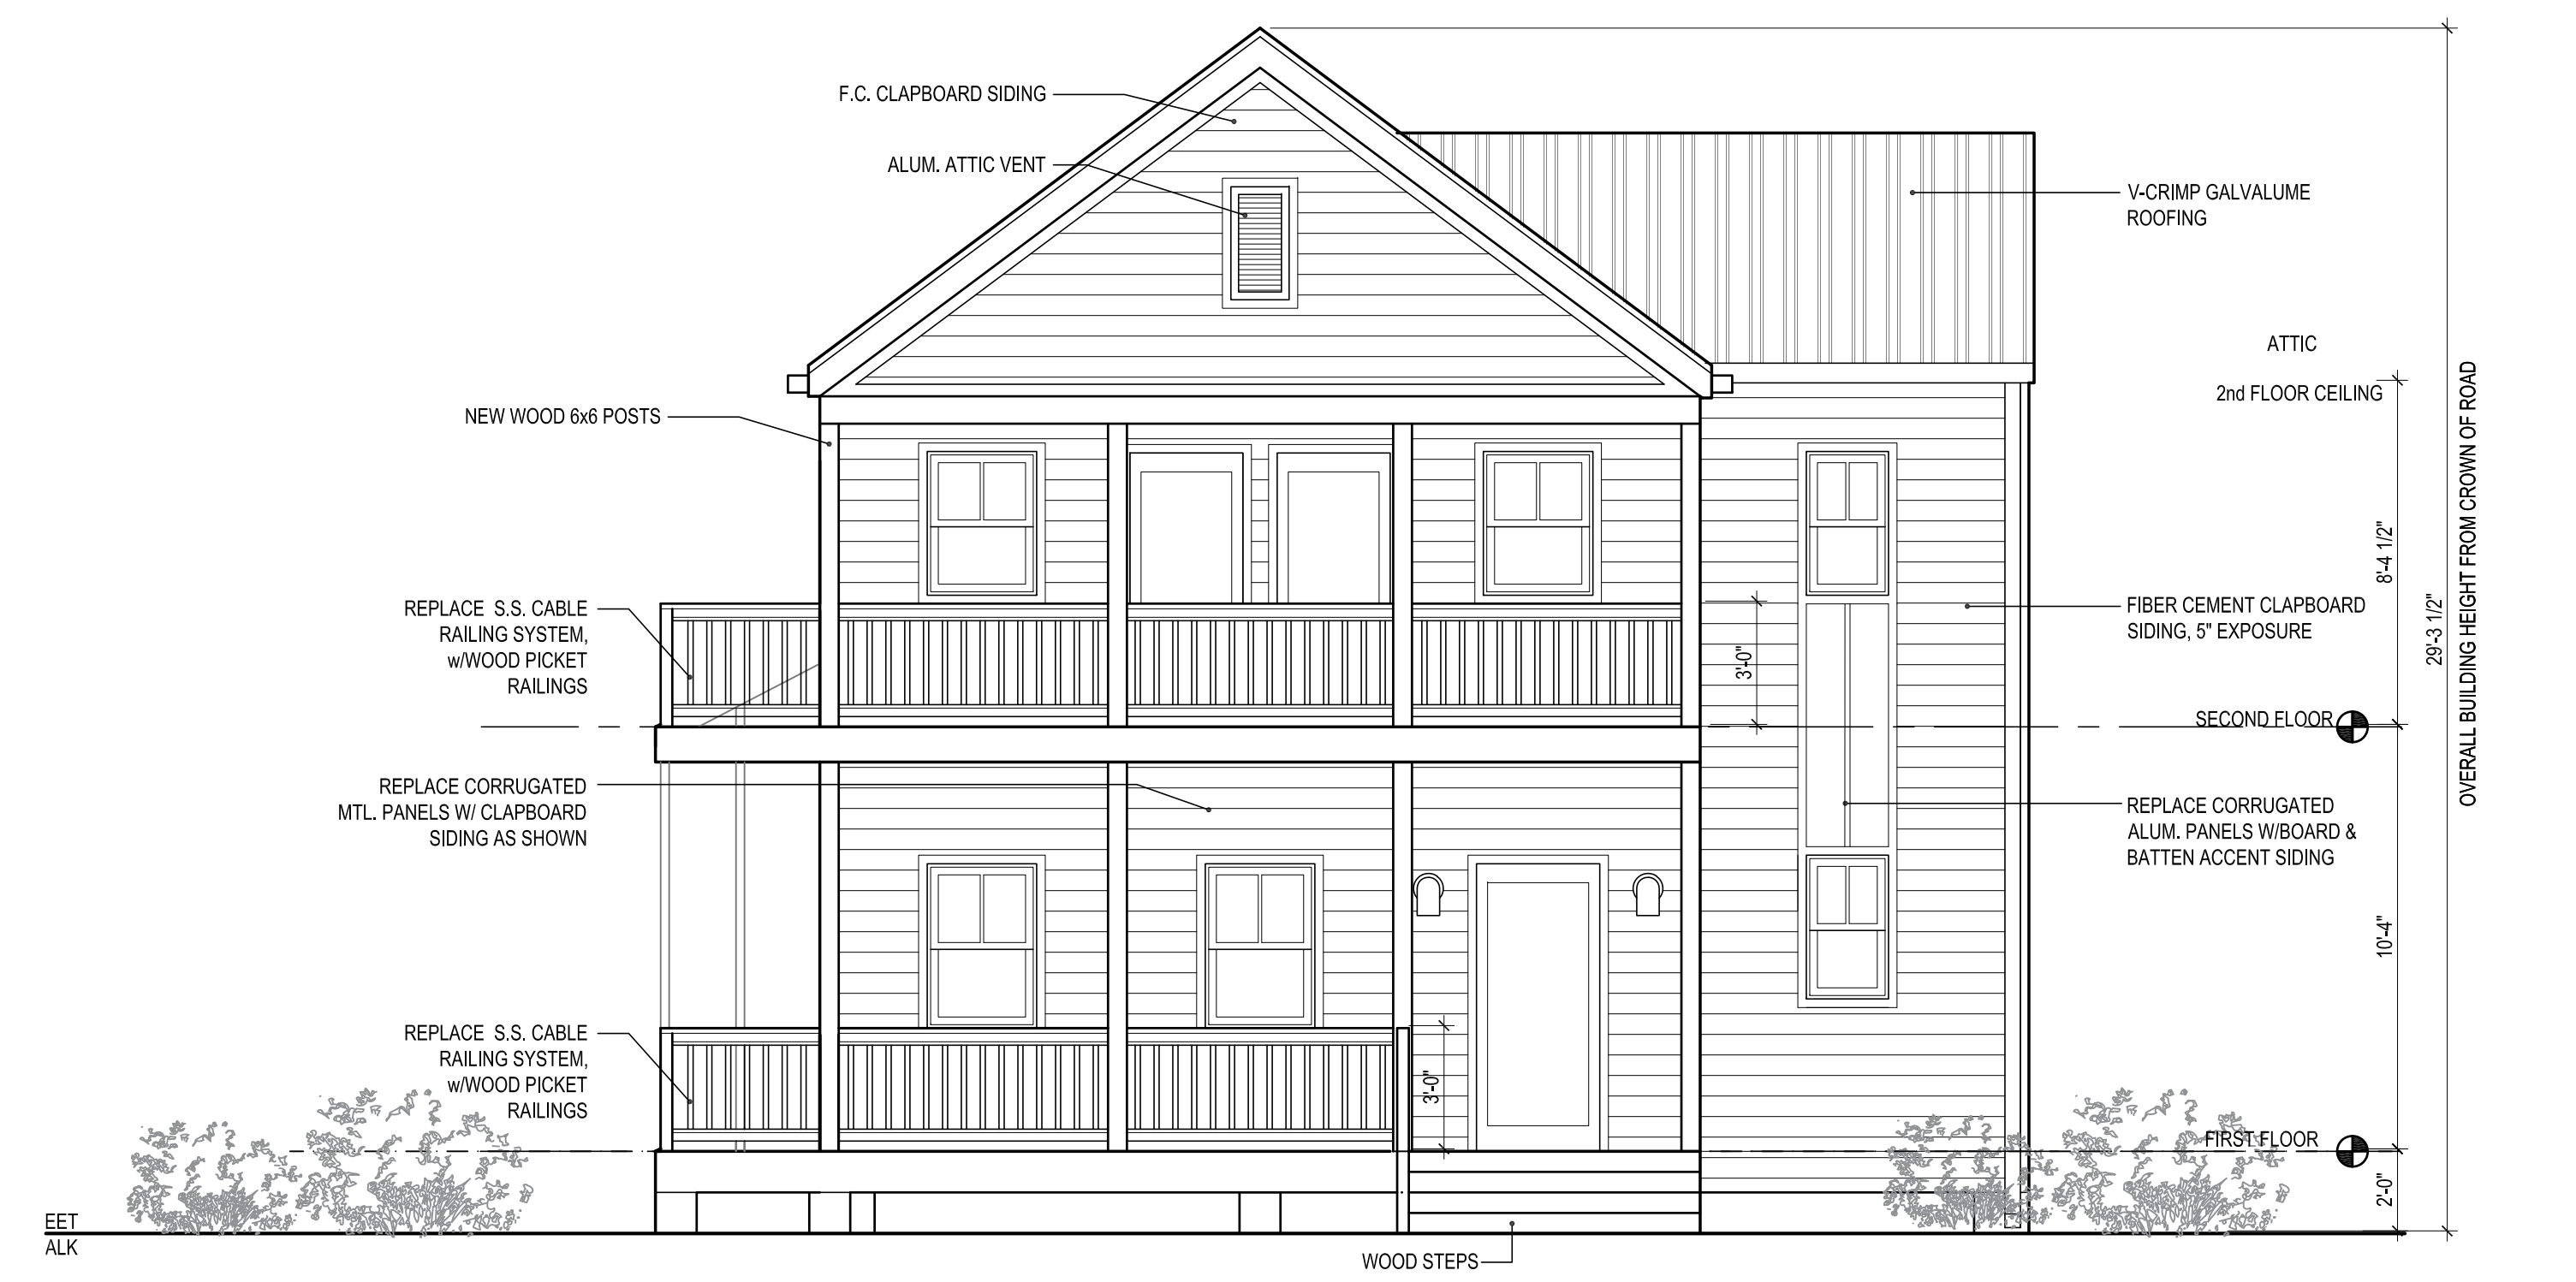 F.C. CLAPBOARD SIDING
ALUM. ATTIC VENT
V-CRIMP GALVALUME
ROOFING
ATTIC
2nd FLOOR CEILING
NEW WOOD 6x6 POSTS
8'-4 1/2"
29'-3 1/2"
OVERALL BUILDING HEIGHT FROM CROWN OF ROAD
REPLACE S.S. CABLE
RAILING SYSTEM,
w/WOOD PICKET
RAILINGS
3'-0"
FIBER CEMENT CLAPBOARD
SIDING, 5" EXPOSURE
SECOND FLOOR
REPLACE CORRUGATED
MTL. PANELS W/ CLAPBOARD
SIDING AS SHOWN
REPLACE CORRUGATED
ALUM. PANELS W/BOARD &
BATTEN ACCENT SIDING
10'-4"
REPLACE S.S. CABLE
RAILING SYSTEM,
w/WOOD PICKET
RAILINGS
3'-0"
FIRST FLOOR
2'-0"
EET
ALK
WOOD STEPS